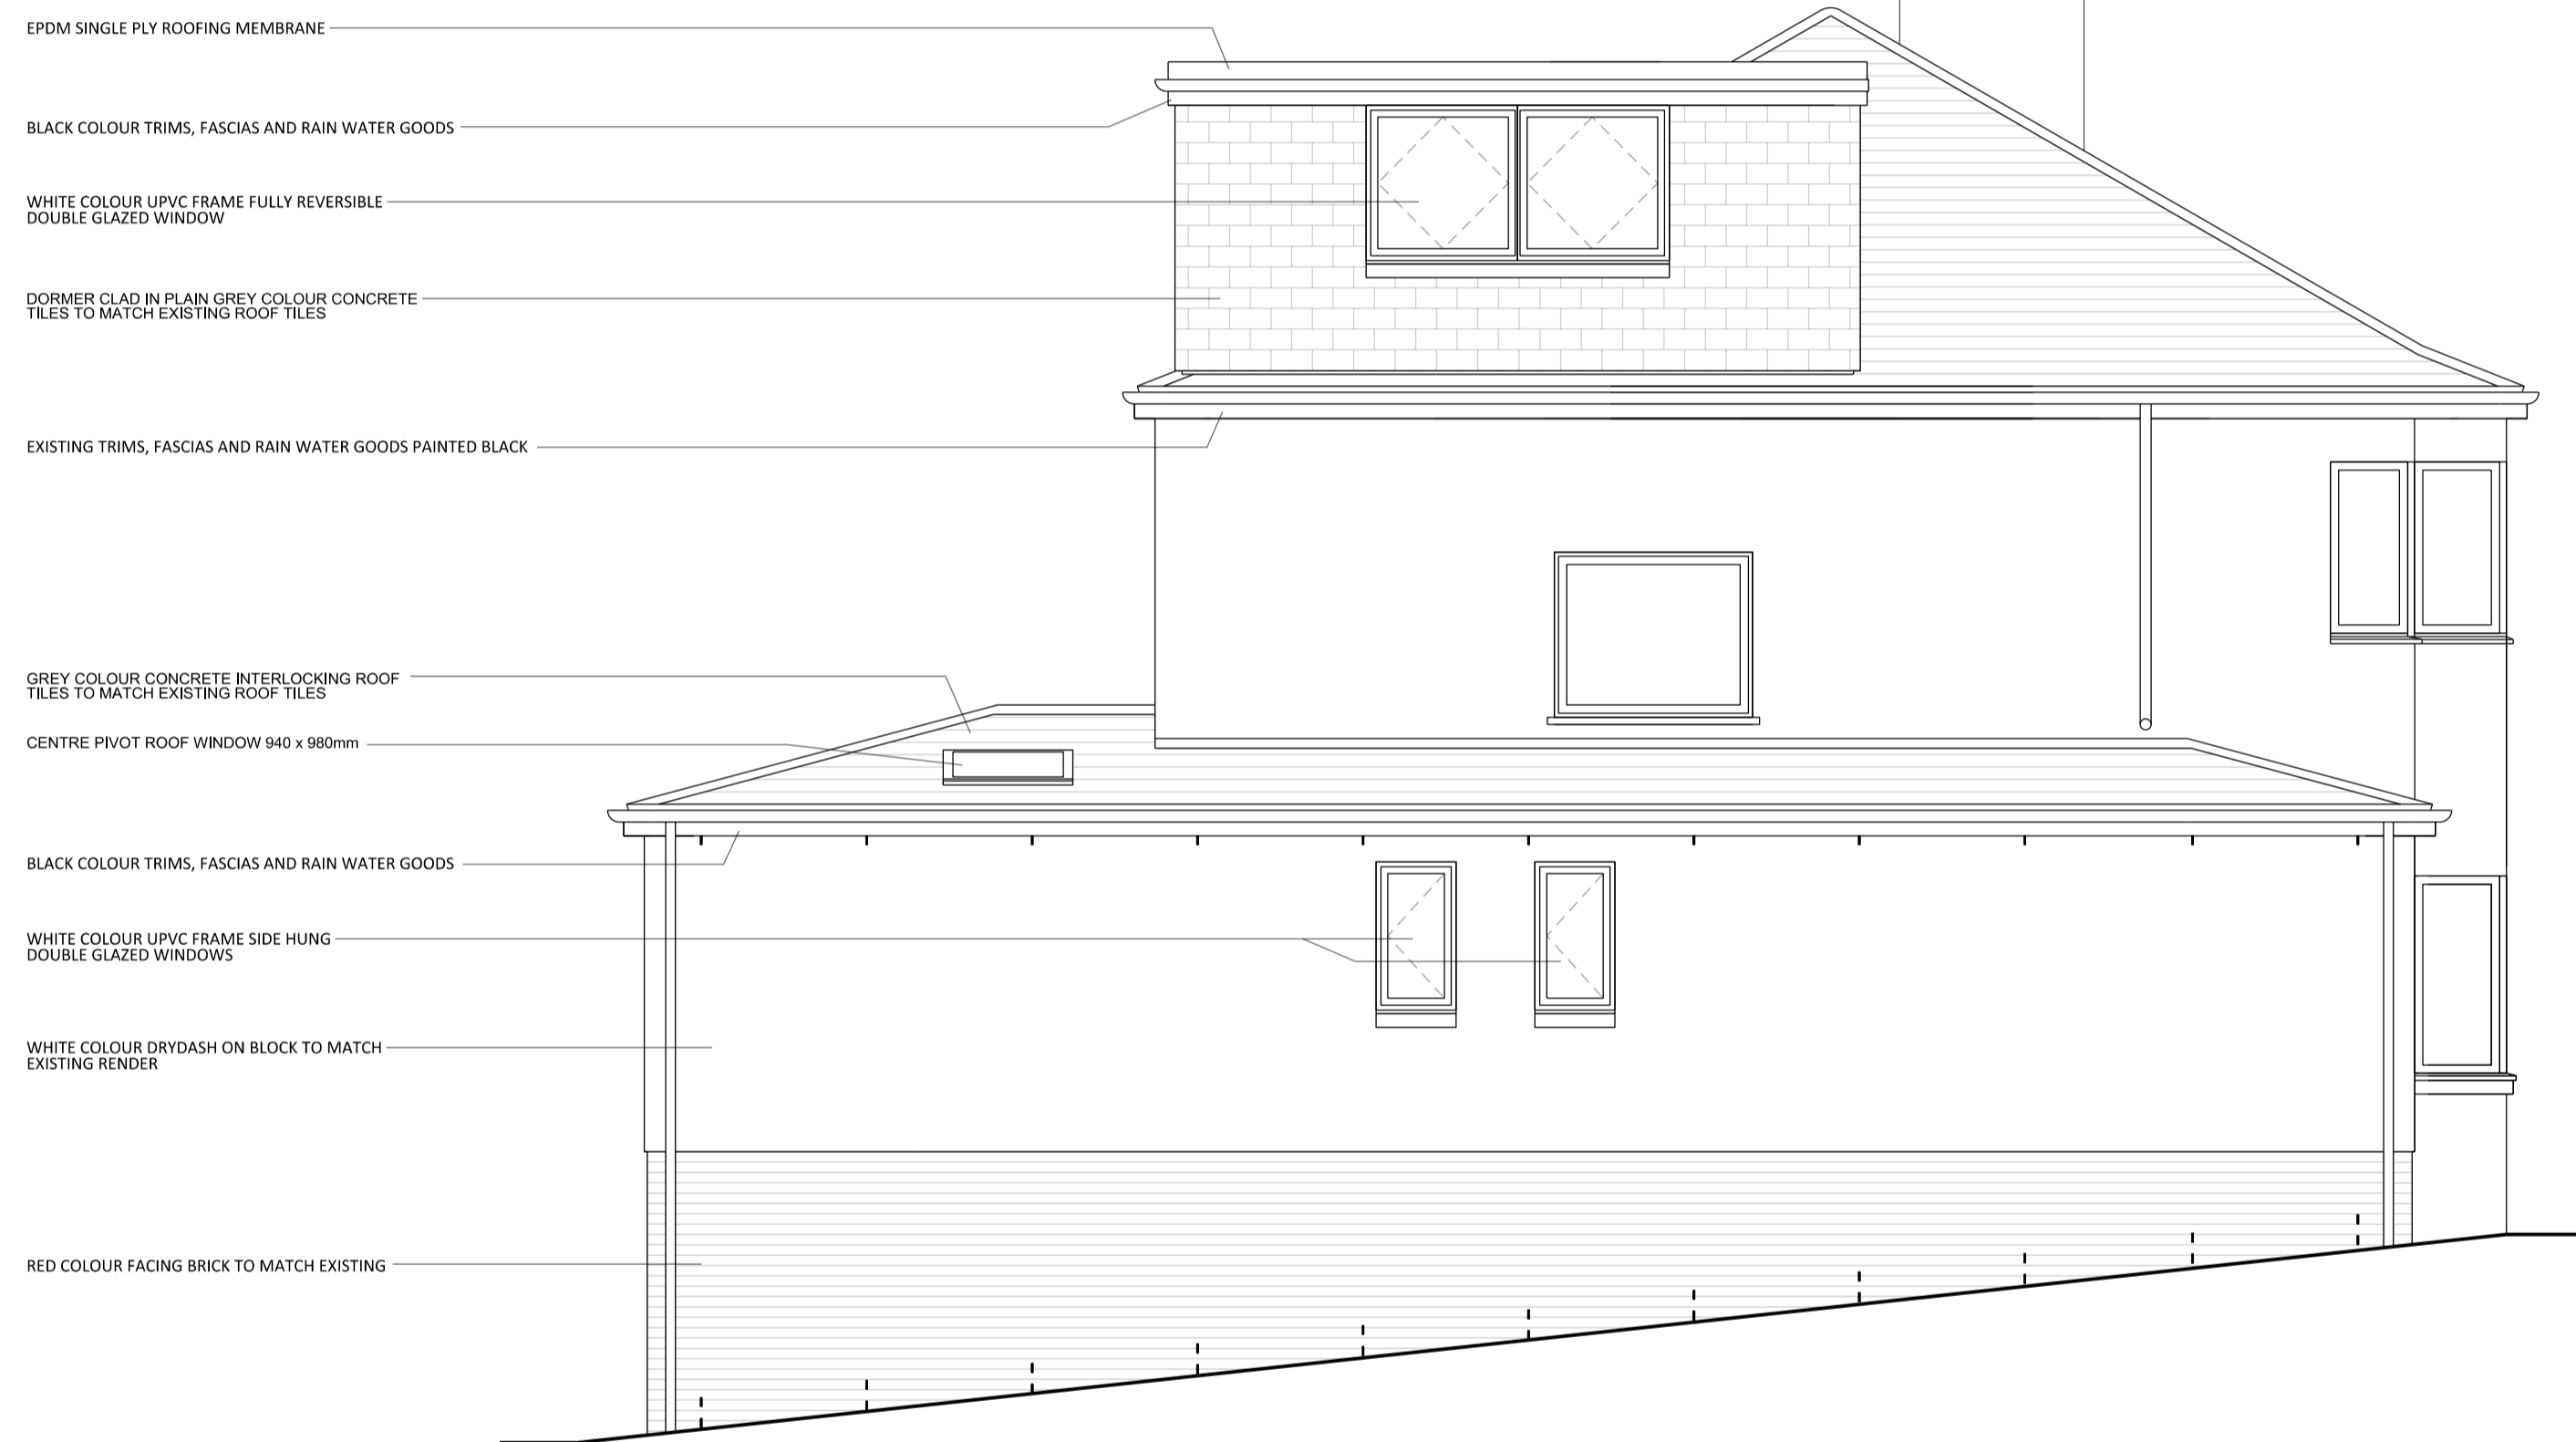 EPDM SINGLE PLY ROOFING MEMBRANE
BLACK COLOUR TRIMS, FASCIAS AND RAIN WATER GOODS
WHITE COLOUR UPVC FRAME FULLY REVERSIBLE
DOUBLE GLAZED WINDOW
DORMER CLAD IN PLAIN GREY COLOUR CONCRETE
TILES TO MATCH EXISTING ROOF TILES
EXISTING TRIMS, FASCIAS AND RAIN WATER GOODS PAINTED BLACK
GREY COLOUR CONCRETE INTERLOCKING ROOF
TILES TO MATCH EXISTING ROOF TILES
CENTRE PIVOT ROOF WINDOW 940 x 980mm
BLACK COLOUR TRIMS, FASCIAS AND RAIN WATER GOODS
WHITE COLOUR UPVC FRAME SIDE HUNG
DOUBLE GLAZED WINDOWS
WHITE COLOUR DRYDASH ON BLOCK TO MATCH
EXISTING RENDER
RED COLOUR FACING BRICK TO MATCH EXISTING